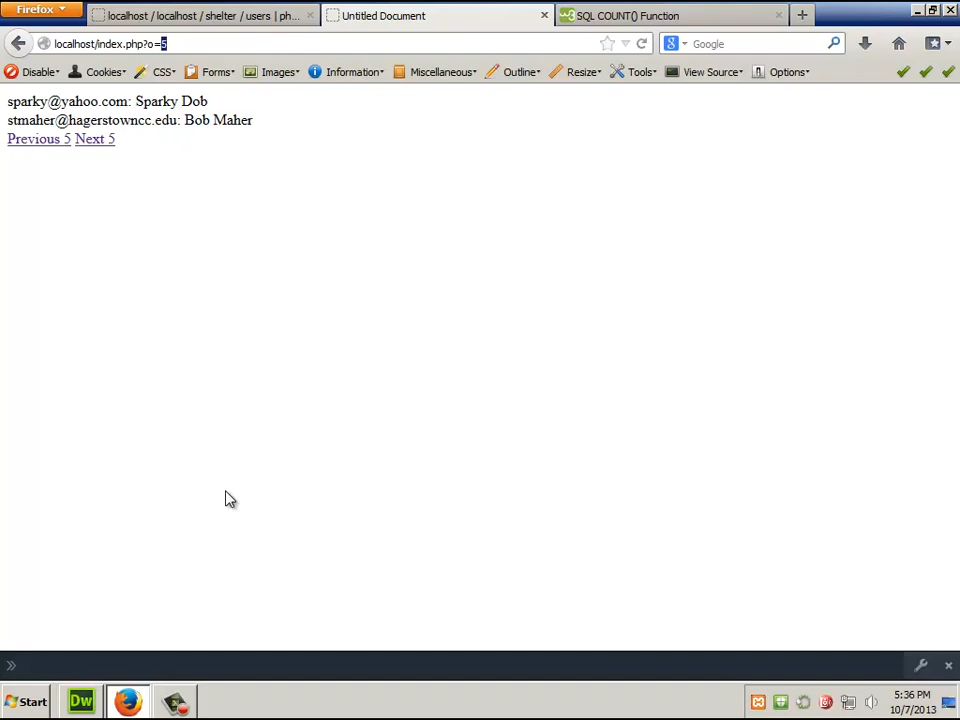 Firefox
localhost / localhost / shelter / users | ph...
Untitled Document
SQL COUNT() Function
localhost/index.php?o=5
Google
Disable
Cookies
CSS
Forms
Images
Information
Miscellaneous
Outline
Resize
Tools
View Source
Options
sparky@yahoo.com: Sparky Dob
stmaher@hagerstowncc.edu: Bob Maher
Previous 5 Next 5
Start
Dw
5:36 PM
10/7/2013